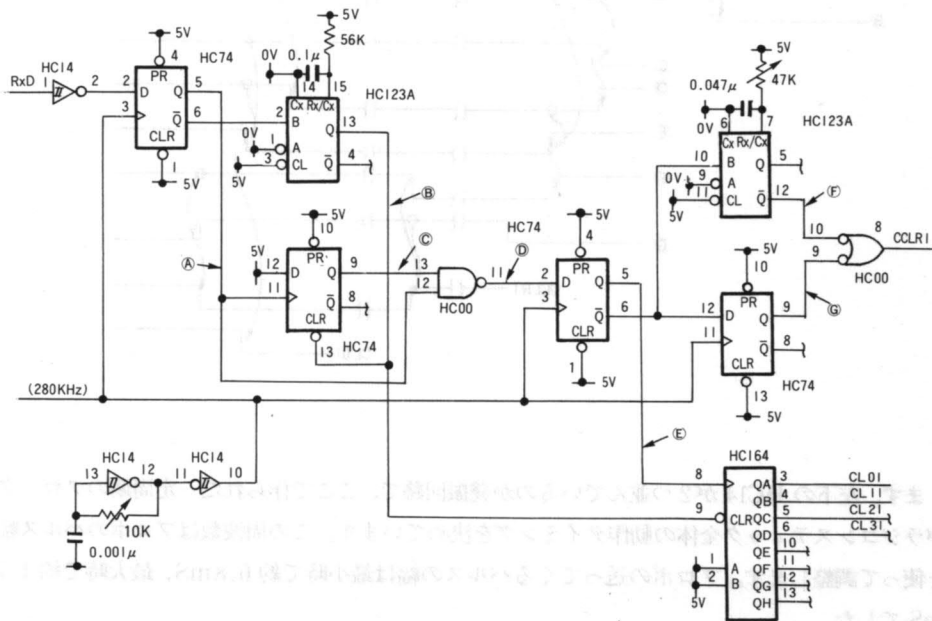 RxD
1
HC14
2
5V
4
PR
2
D
Q
5
3
Q̄
6
CLR
1
5V
HC74
5V
56K
0.1μ
0V
14
15
Cx
Rx/Cx
HC123A
2
B
Q
13
0V
1
A
3
CL
Q̄
4
5V
Ⓐ
Ⓑ
Ⓒ
Ⓓ
10
5V
12
D
PR
Q
9
11
Q̄
8
CLR
13
HC74
13
12
11
HC00
HC74
5V
4
2
D
PR
Q
5
3
Q̄
6
CLR
1
5V
Ⓔ
5V
47K
0.047μ
0V
6
7
Cx
Rx/Cx
HC123A
10
B
Q
5
0V
9
A
11
CL
Q̄
12
5V
Ⓕ
10
9
8
CCLR1
HC00
5V
10
PR
12
D
Q
9
11
Q̄
8
CLR
13
5V
HC74
Ⓖ
(280KHz)
HC14
13
12
HC14
11
10
10K
0.001μ
HC164
8
9
CLR
1
A
2
B
5V
QA
3
CL01
QB
4
CL11
QC
5
CL21
QD
6
CL31
QE
10
QF
11
QG
12
QH
13